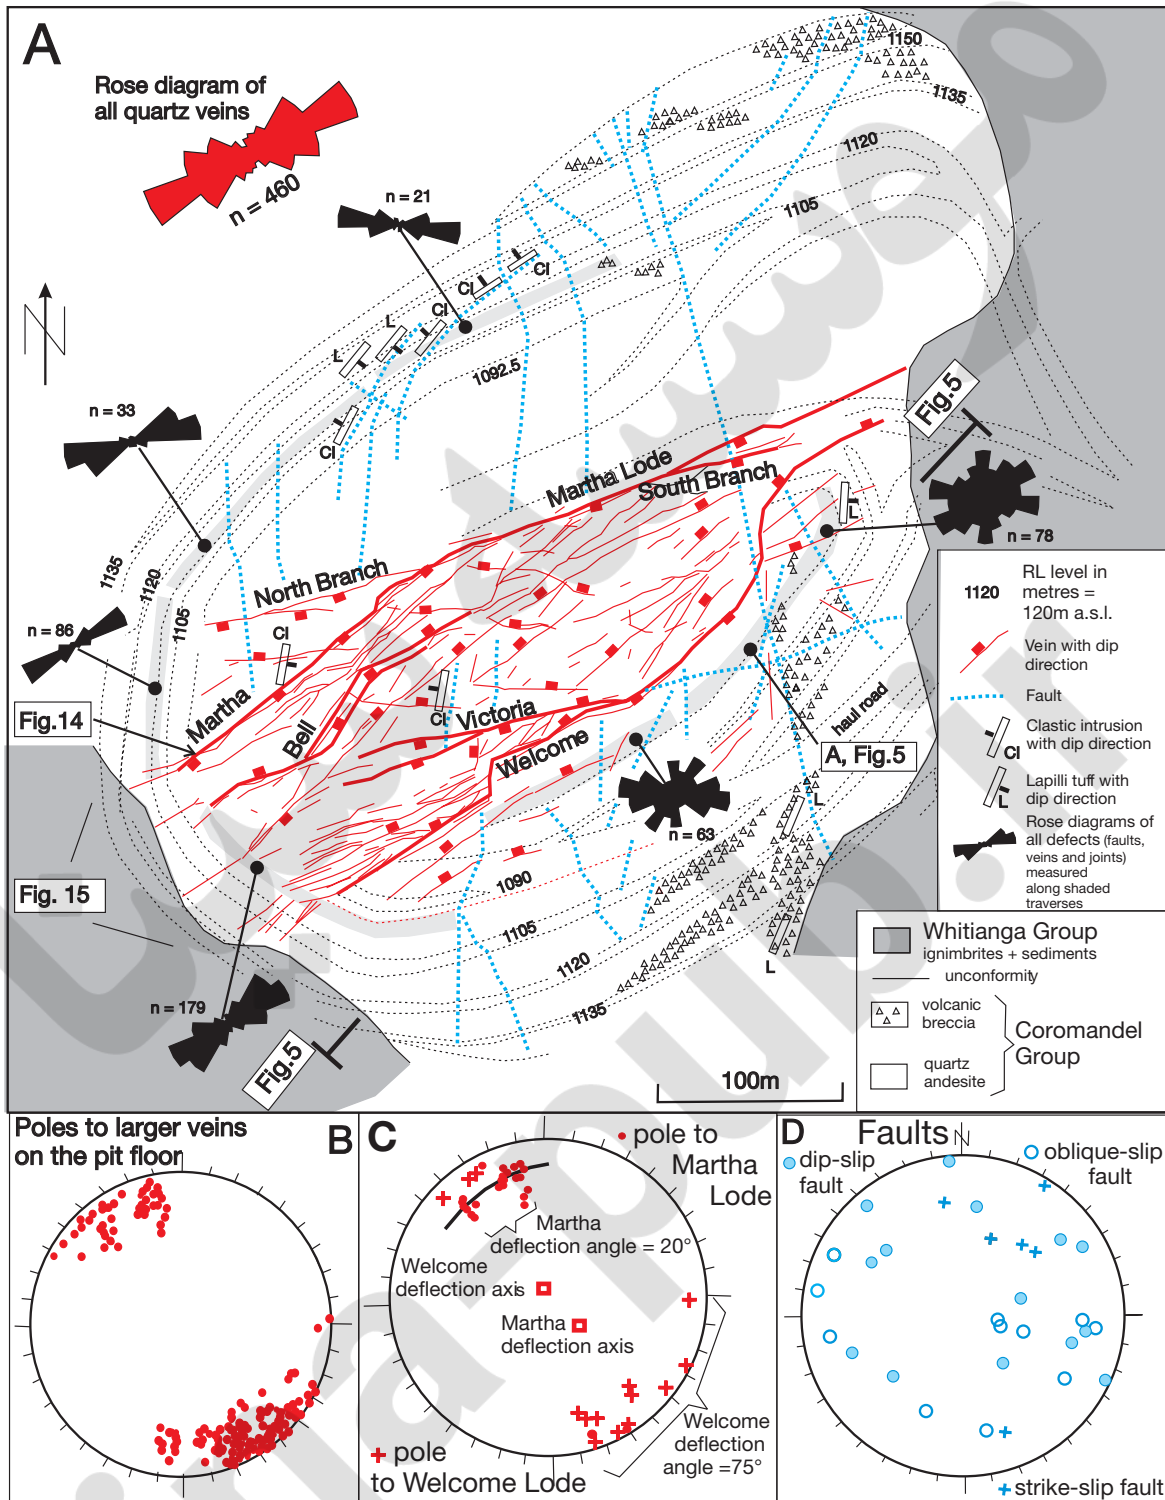 A
Rose diagram of
all quartz veins
n = 460
n = 21
1150
1135
1120
1105
CI
CI
CI
L
L
CI
1092.5
n = 33
Fig.5
Martha Lode
South Branch
L
n = 78
North Branch
1135
1120
1105
n = 86
CI
CI
Fig.14
Martha
Bell
Victoria
Welcome
haul road
A, Fig.5
L
n = 63
Fig. 15
1090
1105
1120
1135
L
n = 179
Fig.5
100m
N
1120
RL level in
metres =
120m a.s.l.
Vein with dip
direction
Fault
CI
Clastic intrusion
with dip direction
L
Lapilli tuff with
dip direction
Rose diagrams of
all defects (faults,
veins and joints)
measured
along shaded
traverses
Whitianga Group
ignimbrites + sediments
unconformity
volcanic
breccia
quartz
andesite
Coromandel
Group
Poles to larger veins
on the pit floor
B
C
pole to
Martha
Lode
Martha
deflection angle = 20°
Welcome
deflection axis
Martha
deflection axis
Welcome
deflection
angle =75°
pole
to Welcome Lode
D
Faults
N
dip-slip
fault
oblique-slip
fault
strike-slip fault